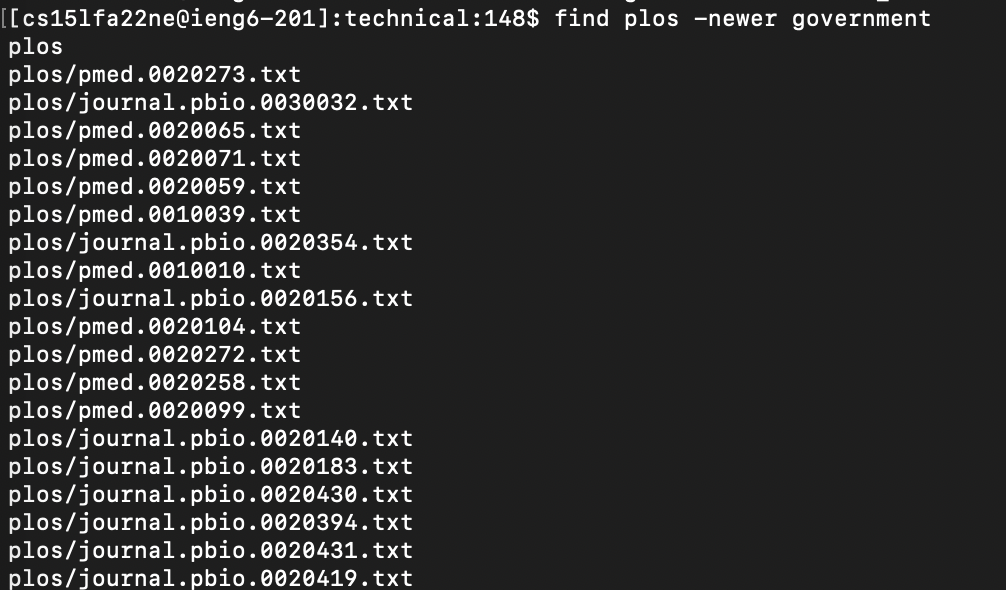 [[cs15lfa22ne@ieng6-201]:technical:148$ find plos -newer government
plos
plos/pmed.0020273.txt
plos/journal.pbio.0030032.txt
plos/pmed.0020065.txt
plos/pmed.0020071.txt
plos/pmed.0020059.txt
plos/pmed.0010039.txt
plos/journal.pbio.0020354.txt
plos/pmed.0010010.txt
plos/journal.pbio.0020156.txt
plos/pmed.0020104.txt
plos/pmed.0020272.txt
plos/pmed.0020258.txt
plos/pmed.0020099.txt
plos/journal.pbio.0020140.txt
plos/journal.pbio.0020183.txt
plos/journal.pbio.0020430.txt
plos/journal.pbio.0020394.txt
plos/journal.pbio.0020431.txt
plos/journal.pbio.0020419.txt